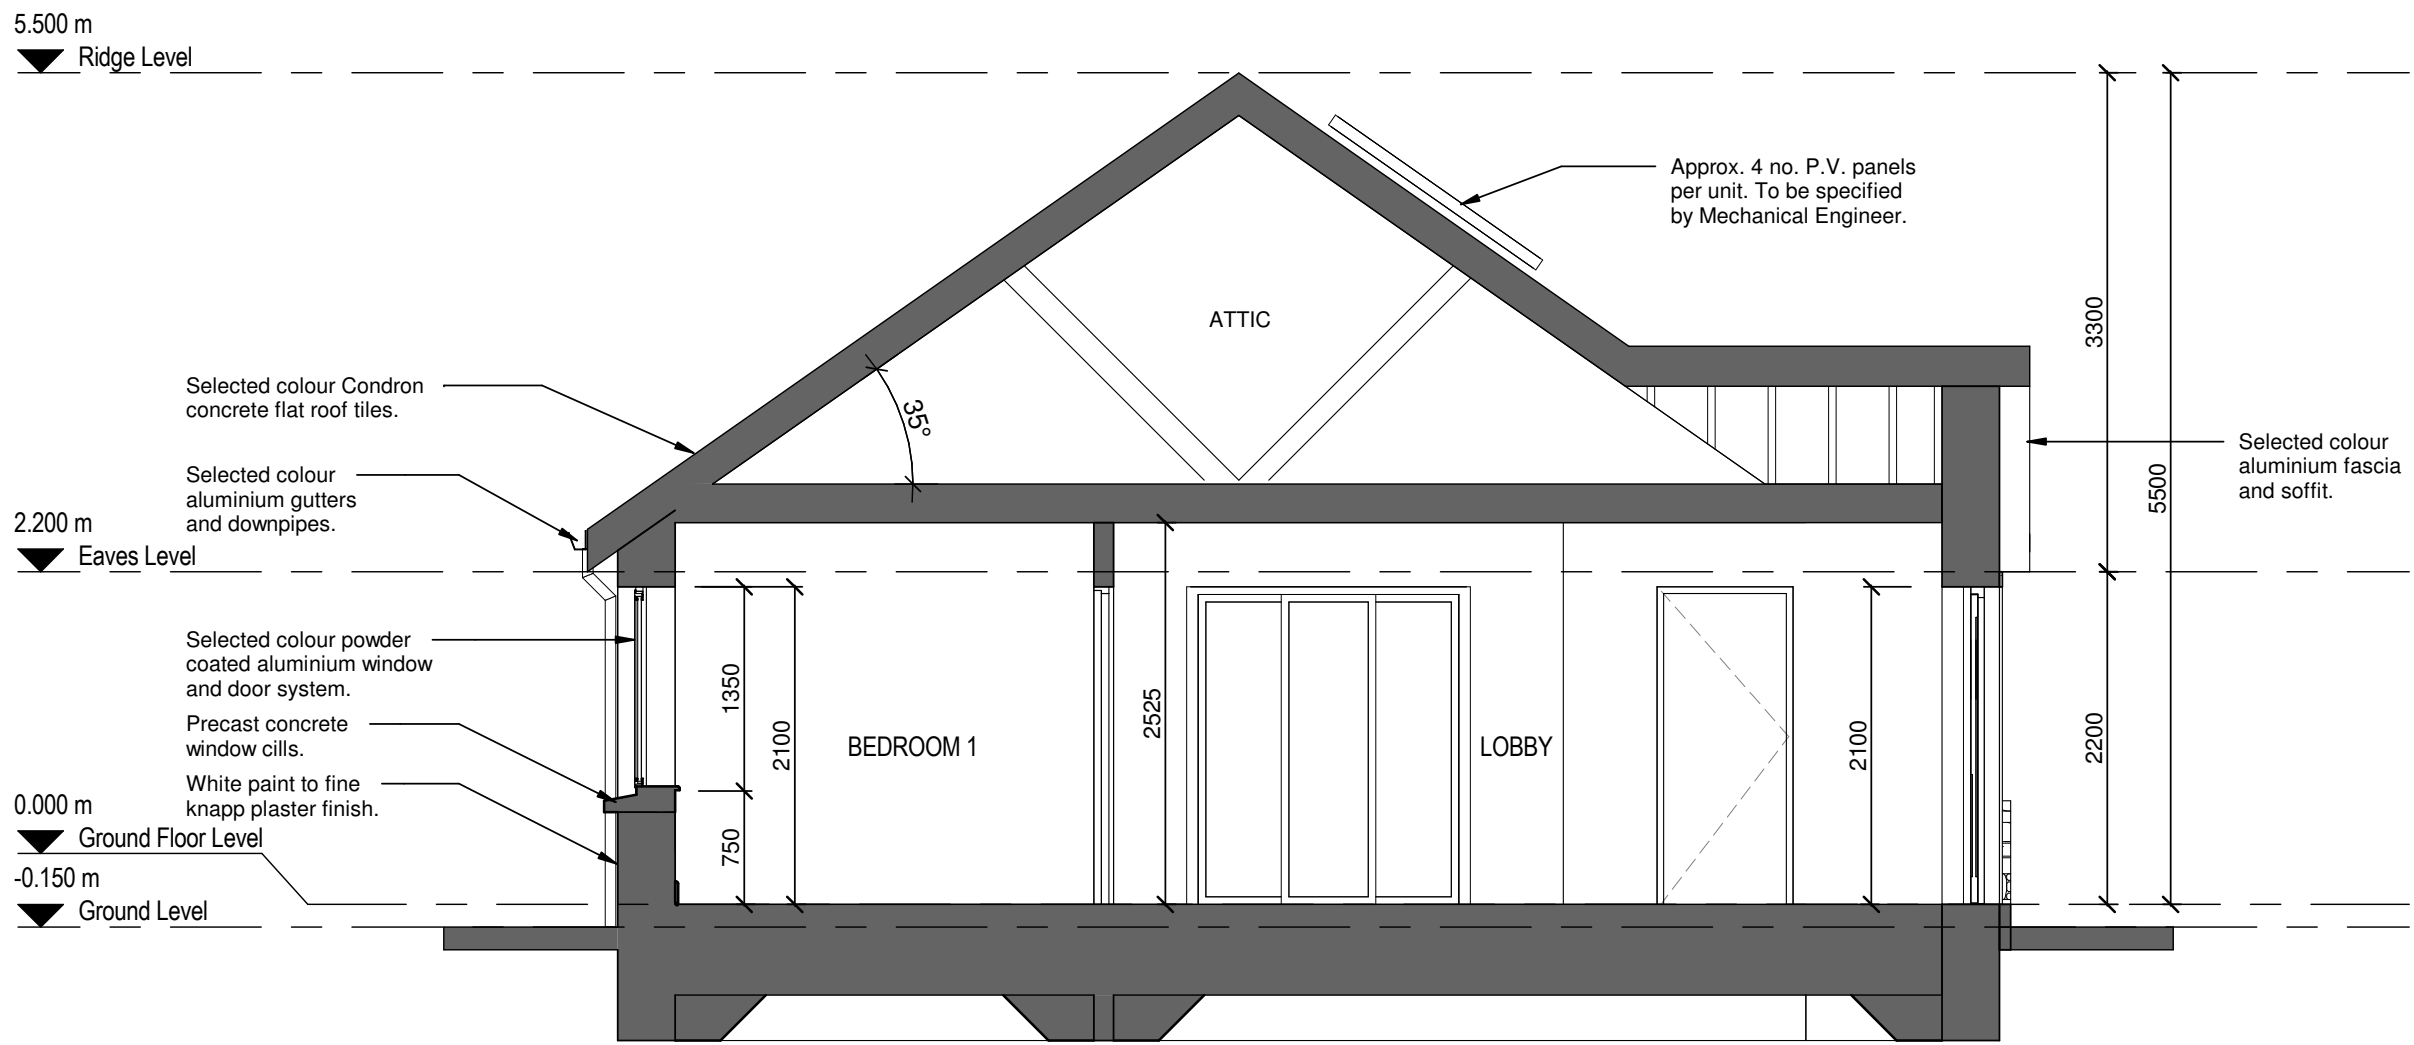 5.500 m
Ridge Level
Approx. 4 no. P.V. panels
per unit. To be specified
by Mechanical Engineer.
ATTIC
3300
Selected colour Condron
concrete flat roof tiles.
35°
Selected colour
aluminium fascia
and soffit.
5500
Selected colour
aluminium gutters
and downpipes.
2.200 m
Eaves Level
Selected colour powder
coated aluminium window
and door system.
1350
2525
2100
BEDROOM 1
LOBBY
2100
2200
Precast concrete
window cills.
White paint to fine
knapp plaster finish.
750
0.000 m
Ground Floor Level
-0.150 m
Ground Level